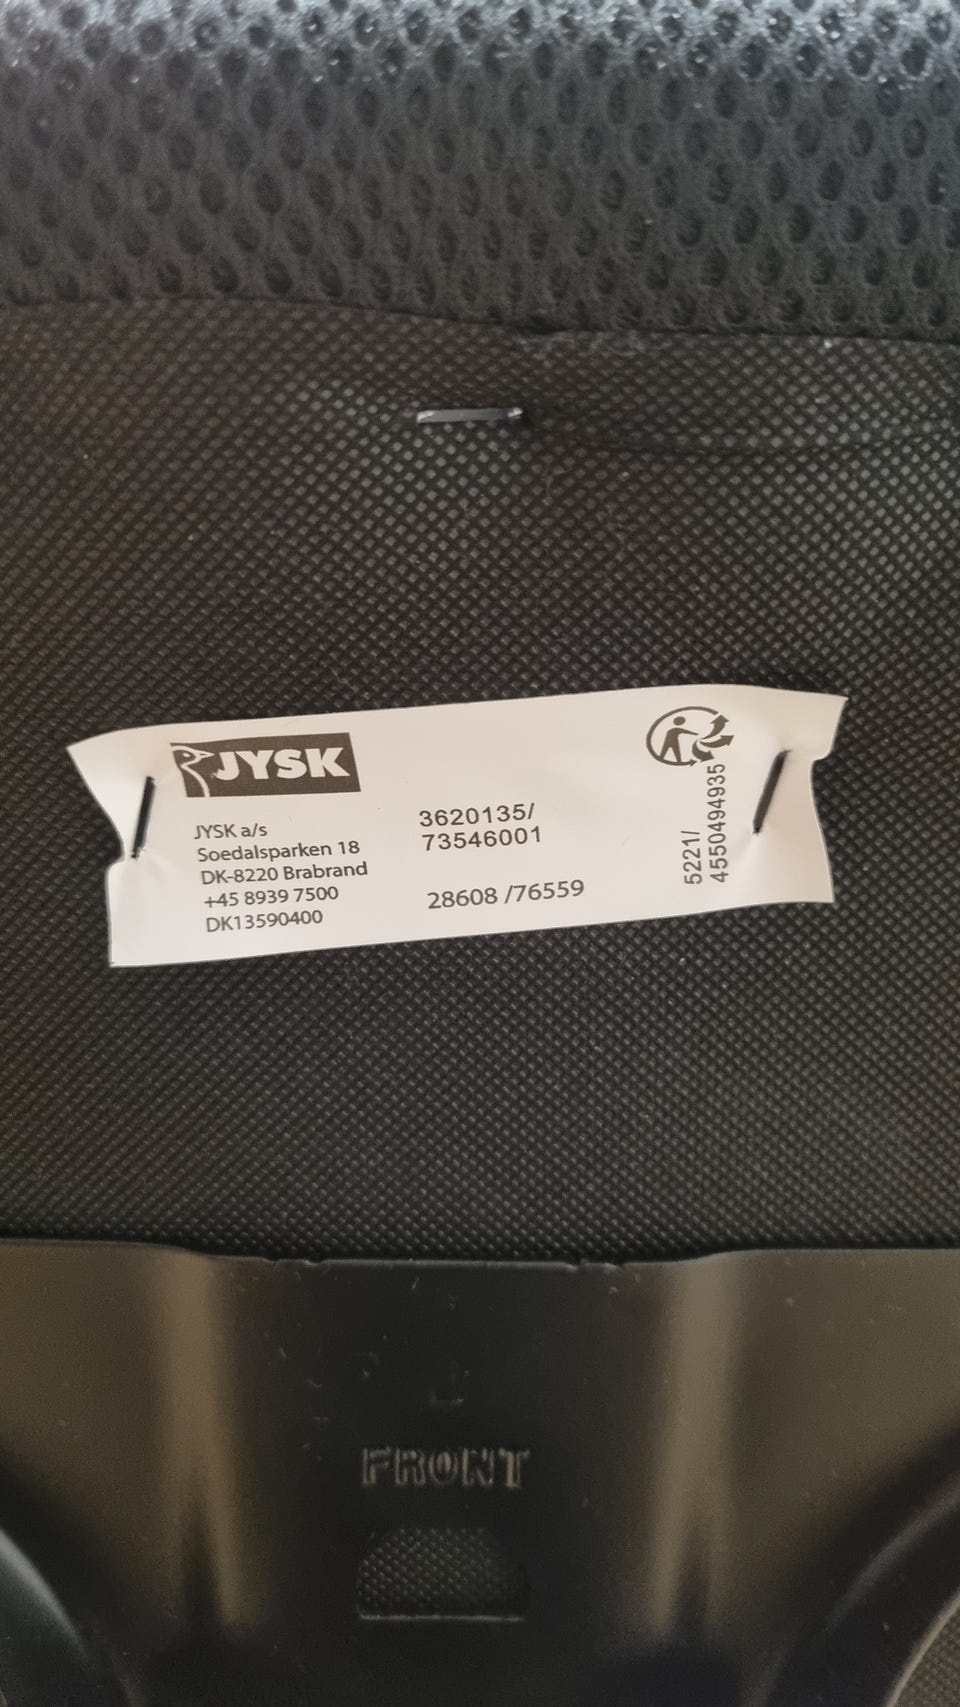 JYSK
JYSK a/s
Soedalsparken 18
DK-8220 Brabrand
+45 8939 7500
DK13590400
3620135/
73546001
28608 /76559
5221/
4550494935
FRONT